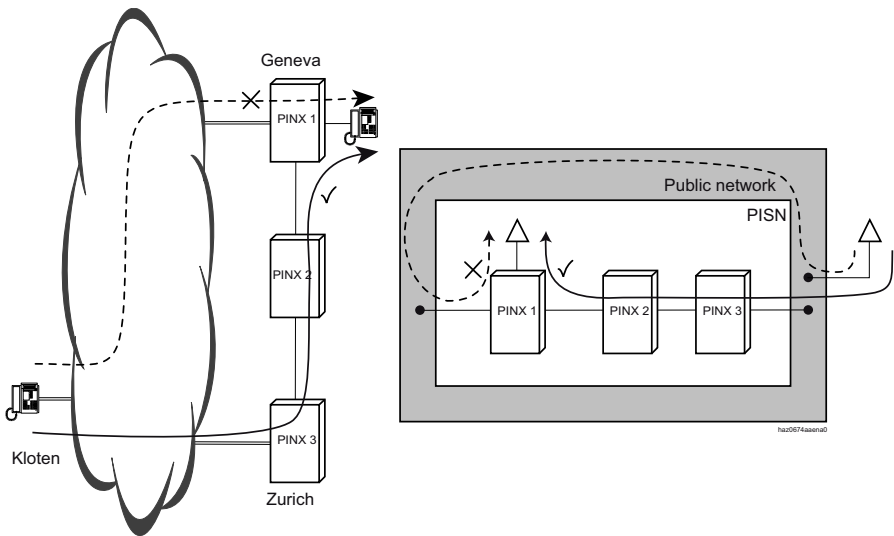 Geneva
PINX 1
PINX 2
PINX 3
Kloten
Zurich
Public network
PISN
PINX 1
PINX 2
PINX 3
haz0674aaena0